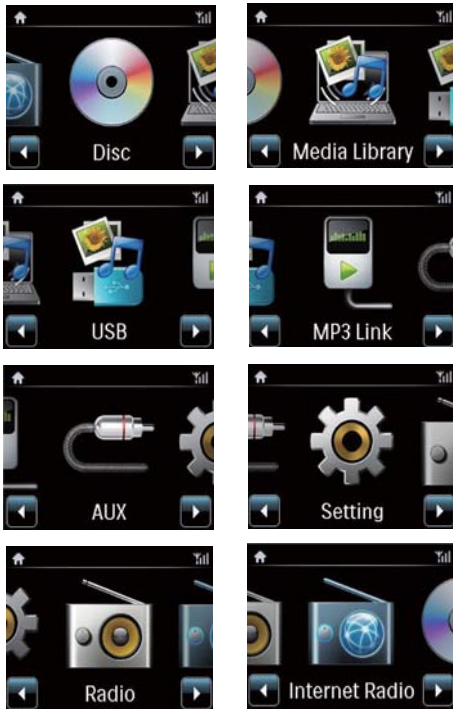 Disc
Media Library
USB
MP3 Link
AUX
Setting
Radio
Internet Radio